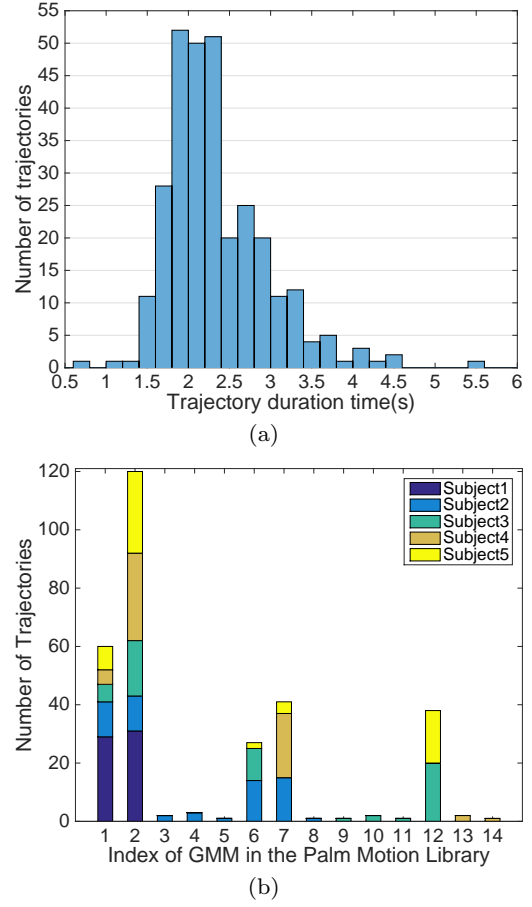 55
50
45
40
35
30
25
20
15
10
5
0
Number of trajectories
0.5 1 1.5 2 2.5 3 3.5 4 4.5 5 5.5 6
Trajectory duration time(s)
(a)
120
100
80
60
40
20
0
Number of Trajectories
Subject1
Subject2
Subject3
Subject4
Subject5
1 2 3 4 5 6 7 8 9 10 11 12 13 14
Index of GMM in the Palm Motion Library
(b)